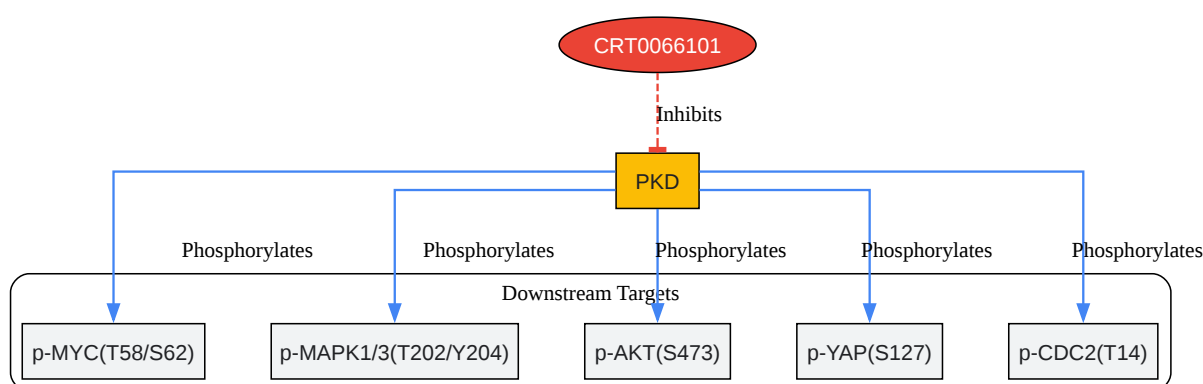 CRT0066101
Inhibits
PKD
Phosphorylates
Phosphorylates
Phosphorylates
Phosphorylates
Phosphorylates
Downstream Targets
p-MYC(T58/S62)
p-MAPK1/3(T202/Y204)
p-AKT(S473)
p-YAP(S127)
p-CDC2(T14)